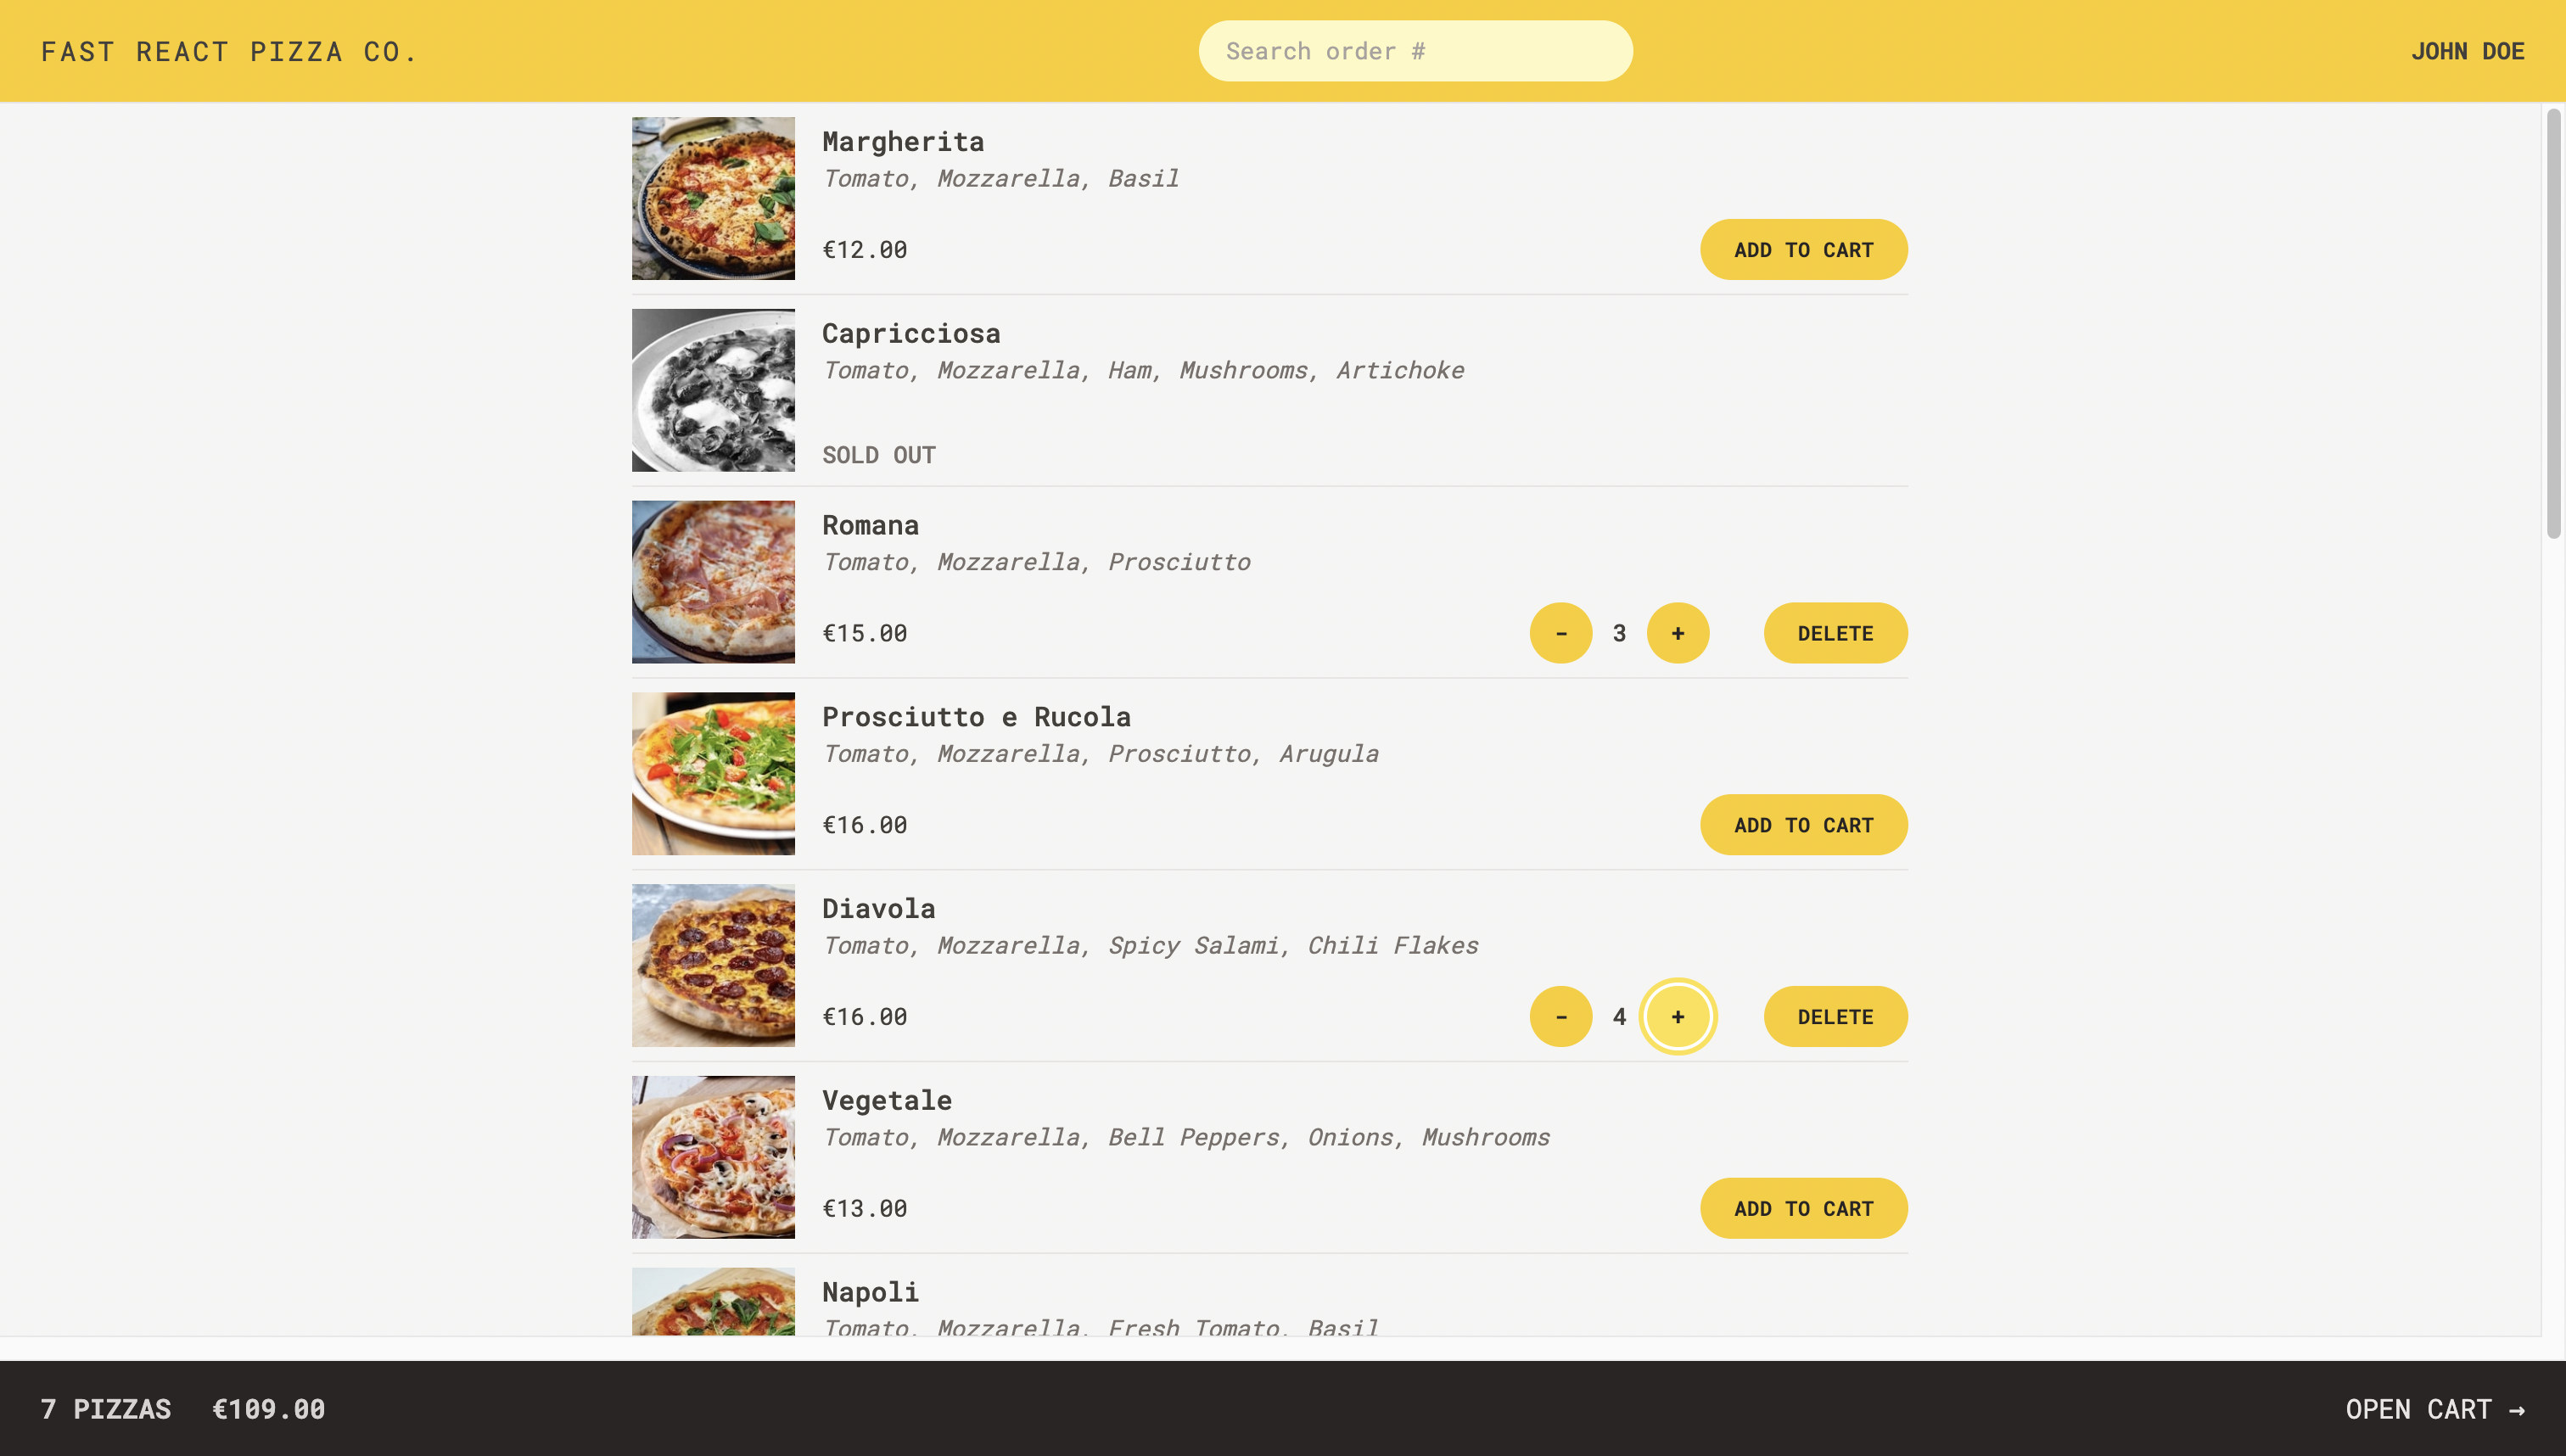 FAST REACT PIZZA CO.
Search order #
JOHN DOE
Margherita
Tomato, Mozzarella, Basil
€12.00
ADD TO CART
Capricciosa
Tomato, Mozzarella, Ham, Mushrooms, Artichoke
SOLD OUT
Romana
Tomato, Mozzarella, Prosciutto
€15.00
- 3 +
DELETE
Prosciutto e Rucola
Tomato, Mozzarella, Prosciutto, Arugula
€16.00
ADD TO CART
Diavola
Tomato, Mozzarella, Spicy Salami, Chili Flakes
€16.00
- 4 +
DELETE
Vegetale
Tomato, Mozzarella, Bell Peppers, Onions, Mushrooms
€13.00
ADD TO CART
Napoli
Tomato, Mozzarella, Fresh Tomato, Basil
7 PIZZAS €109.00
OPEN CART →